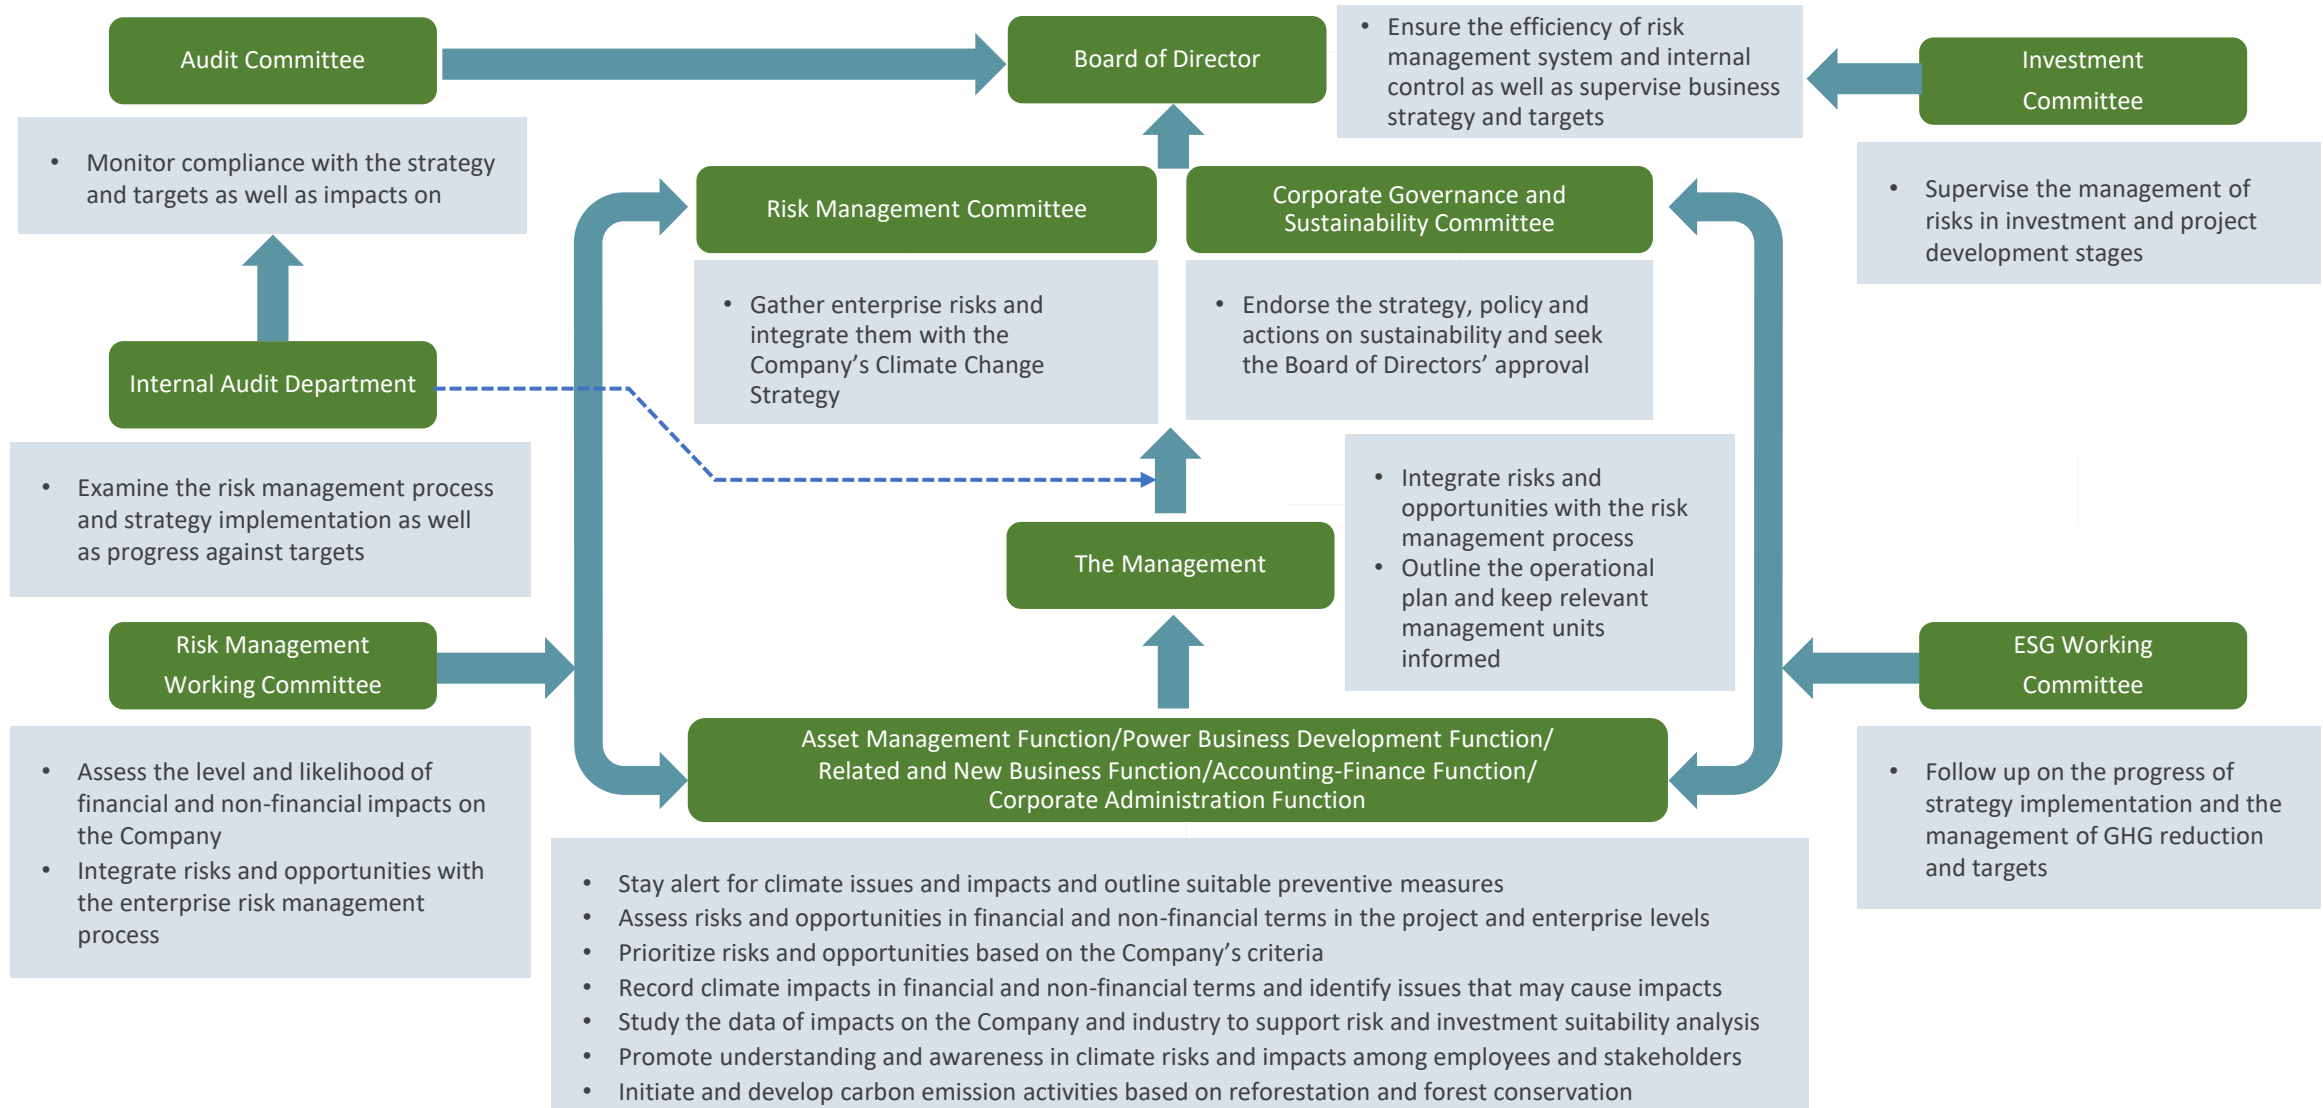 Audit Committee
Board of Director
• Ensure the efficiency of risk
management system and internal
control as well as supervise business
strategy and targets
Investment
Committee
• Monitor compliance with the strategy
and targets as well as impacts on
Risk Management Committee
Corporate Governance and
Sustainability Committee
• Supervise the management of
risks in investment and project
development stages
• Gather enterprise risks and
integrate them with the
Company’s Climate Change
Strategy
• Endorse the strategy, policy and
actions on sustainability and seek
the Board of Directors’ approval
Internal Audit Department
• Examine the risk management process
and strategy implementation as well
as progress against targets
The Management
• Integrate risks and
opportunities with the risk
management process
• Outline the operational
plan and keep relevant
management units
informed
Risk Management
Working Committee
ESG Working
Committee
• Assess the level and likelihood of
financial and non-financial impacts on
the Company
• Integrate risks and opportunities with
the enterprise risk management
process
Asset Management Function/Power Business Development Function/
Related and New Business Function/Accounting-Finance Function/
Corporate Administration Function
• Follow up on the progress of
strategy implementation and the
management of GHG reduction
and targets
• Stay alert for climate issues and impacts and outline suitable preventive measures
• Assess risks and opportunities in financial and non-financial terms in the project and enterprise levels
• Prioritize risks and opportunities based on the Company’s criteria
• Record climate impacts in financial and non-financial terms and identify issues that may cause impacts
• Study the data of impacts on the Company and industry to support risk and investment suitability analysis
• Promote understanding and awareness in climate risks and impacts among employees and stakeholders
• Initiate and develop carbon emission activities based on reforestation and forest conservation